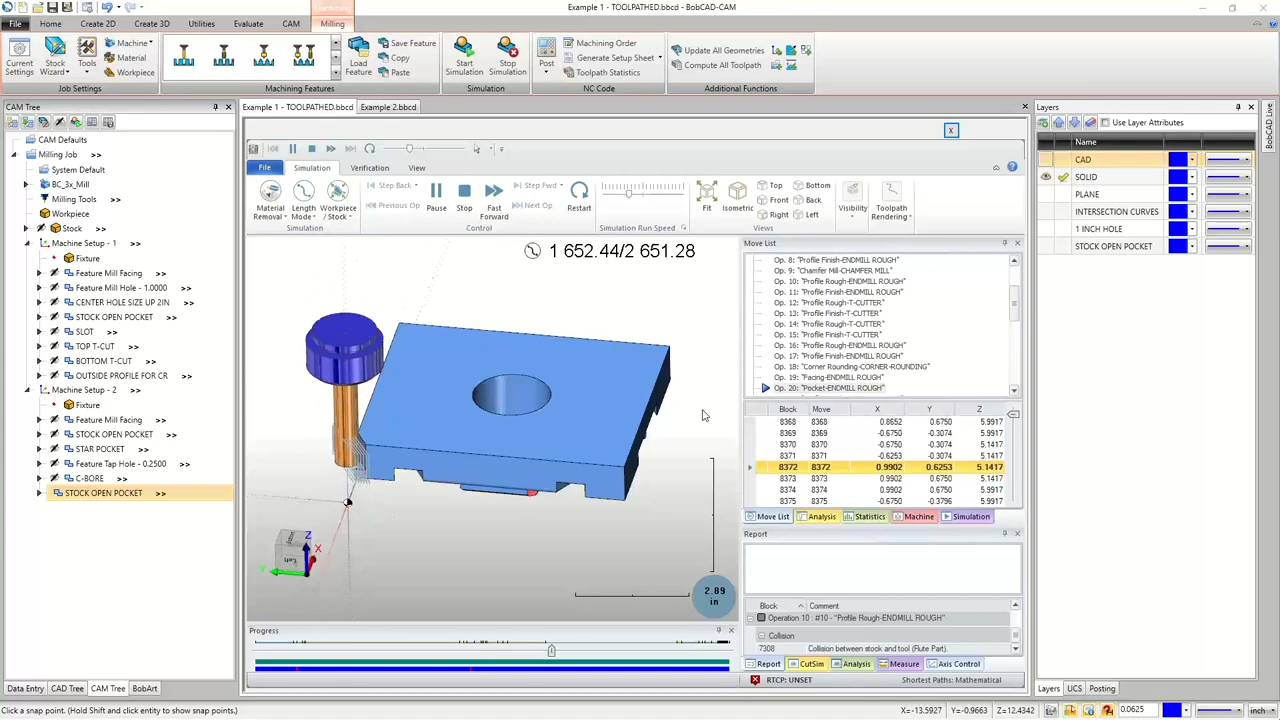 Example 1 - TOOLPATHED.bbcd - BobCAD-CAM
File Home Create 2D Create 3D Utilities Evaluate CAM Milling
Current Settings
Stock Wizard
Tools
Machine
Material
Workpiece
Load Feature
Save Feature
Copy
Paste
Start Simulation
Stop Simulation
Post
Machining Order
Generate Setup Sheet
Toolpath Statistics
Update All Geometries
Compute All Toolpath
Job Settings Machining Features Simulation NC Code Additional Functions
CAM Tree
CAM Defaults
Milling Job >>
System Default
BC_3x_Mill
Milling Tools >>
Workpiece
Stock >>
Machine Setup - 1 >>
Fixture
Feature Mill Facing >>
Feature Mill Hole - 1.0000 >>
CENTER HOLE SIZE UP 2IN >>
STOCK OPEN POCKET >>
SLOT >>
TOP T-CUT >>
BOTTOM T-CUT >>
OUTSIDE PROFILE FOR CR >>
Machine Setup - 2 >>
Fixture
Feature Mill Facing >>
STOCK OPEN POCKET >>
STAR POCKET >>
Feature Tap Hole - 0.2500 >>
C-BORE >>
STOCK OPEN POCKET >>
Data Entry CAD Tree CAM Tree BobArt
Example 1 - TOOLPATHED.bbcd Example 2.bbcd
x
File Simulation Verification View
Material Removal
Length Mode
Workpiece / Stock
Step Back
Previous Op
Pause
Stop
Fast Forward
Step Fwd
Next Op
Restart
Fit
Isometric
Top Bottom
Front Back
Right Left
Visibility
Toolpath Rendering
Simulation Control Simulation Run Speed Views
1 652.44/2 651.28
Z
X
Y
2.89
in
Progress
Move List
Op. 8: "Profile Finish-ENDMILL ROUGH"
Op. 9: "Chamfer Mill-CHAMFER MILL"
Op. 10: "Profile Rough-ENDMILL ROUGH"
Op. 11: "Profile Finish-ENDMILL ROUGH"
Op. 12: "Profile Rough-T-CUTTER"
Op. 13: "Profile Finish-T-CUTTER"
Op. 14: "Profile Rough-T-CUTTER"
Op. 15: "Profile Finish-T-CUTTER"
Op. 16: "Profile Rough-ENDMILL ROUGH"
Op. 17: "Profile Finish-ENDMILL ROUGH"
Op. 18: "Corner Rounding-CORNER-ROUNDING"
Op. 19: "Facing-ENDMILL ROUGH"
Op. 20: "Pocket-ENDMILL ROUGH"
Block Move X Y Z
8368 8368 0.8652 0.6750 5.9917
8369 8369 -0.6750 -0.3074 5.9917
8370 8370 -0.6750 -0.3074 5.9917
8371 8371 -0.6253 -0.3074 5.1417
8372 8372 0.9902 0.6253 5.1417
8373 8373 0.9902 0.6750 5.1417
8374 8374 0.9902 0.6750 5.9917
8375 8375 -0.6750 -0.3796 5.9917
Move List Analysis Statistics Machine Simulation
Report
Block Comment
Operation 10 : #10 - "Profile Rough-ENDMILL ROUGH"
Collision
7308 Collision between stock and tool (Flute Part).
Report CutSim Analysis Measure Axis Control
RTCP: UNSET Shortest Paths: Mathematical
Layers
Use Layer Attributes
Name
CAD
SOLID
PLANE
INTERSECTION CURVES
1 INCH HOLE
STOCK OPEN POCKET
BobCAD Live
Layers UCS Posting
Click a snap point. (Hold Shift and click entity to show snap points.)
X=-13.5927 Y=-0.9663 Z=12.4342 0.0625 inch